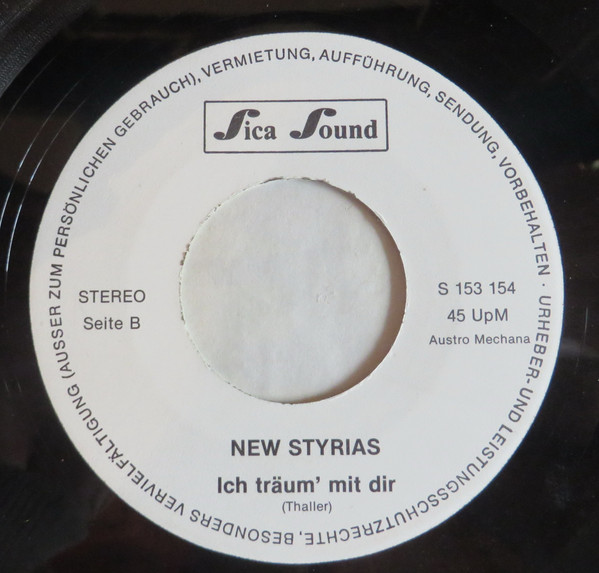 URHEBER- UND LEISTUNGSSCHUTZRECHTE, BESONDERS VERVIELFÄLTIGUNG (AUSSER ZUM PERSÖNLICHEN GEBRAUCH), VERMIETUNG, AUFFÜHRUNG, SENDUNG, VORBEHALTEN ·
Sica Sound
STEREO
Seite B
S 153 154
45 UpM
Austro Mechana
NEW STYRIAS
Ich träum' mit dir
(Thaller)